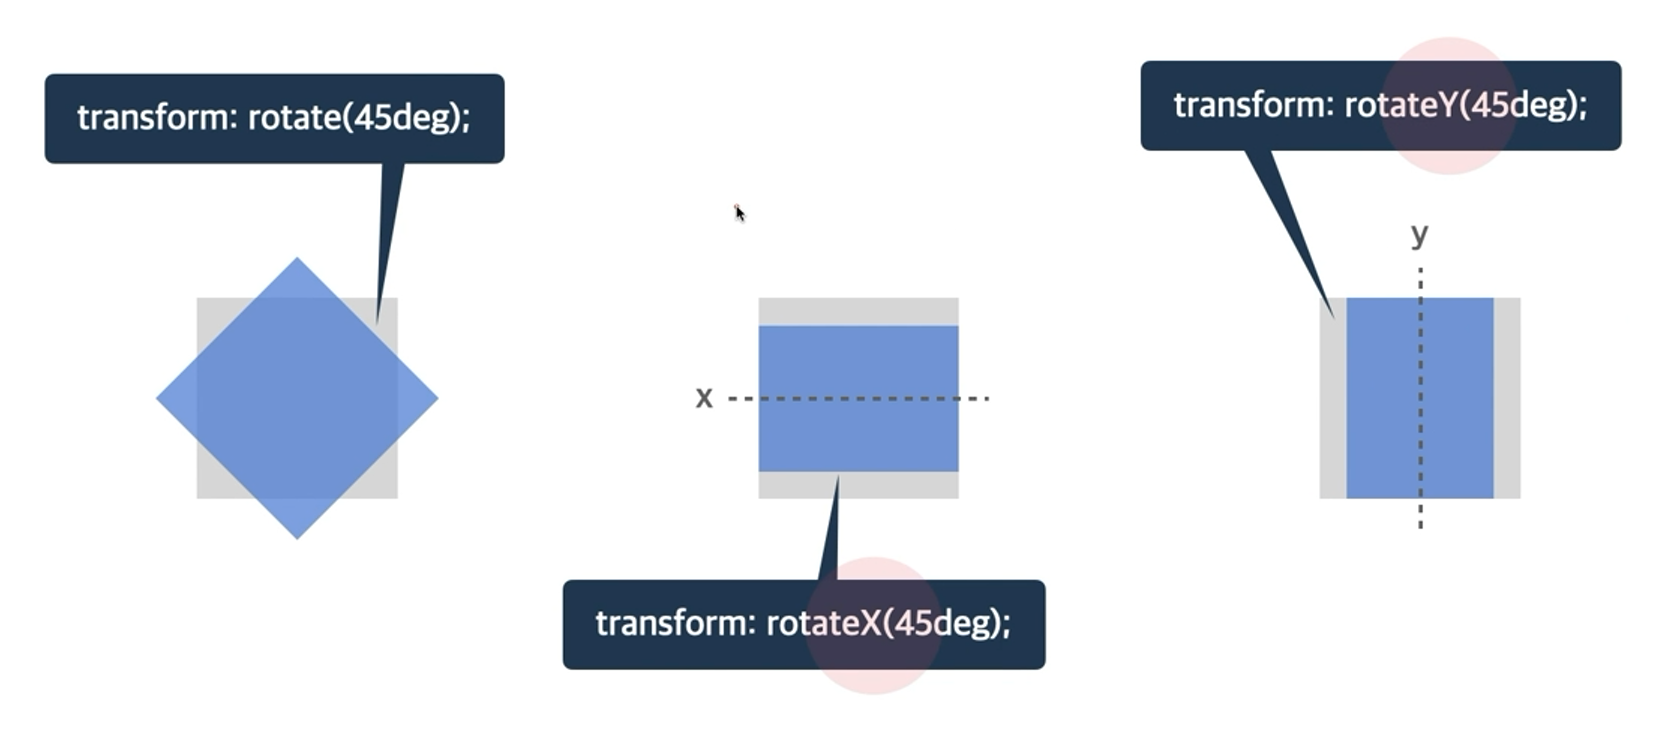 transform: rotate(45deg);
transform: rotateY(45deg);
y
x
transform: rotateX(45deg);